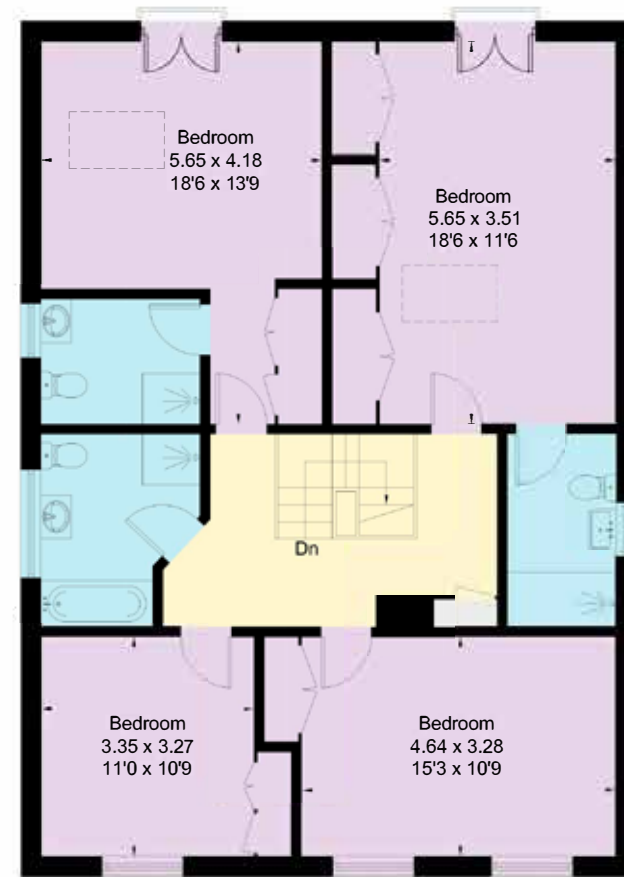 Bedroom
5.65 x 4.18
18'6 x 13'9
Bedroom
5.65 x 3.51
18'6 x 11'6
Dn
Bedroom
3.35 x 3.27
11'0 x 10'9
Bedroom
4.64 x 3.28
15'3 x 10'9